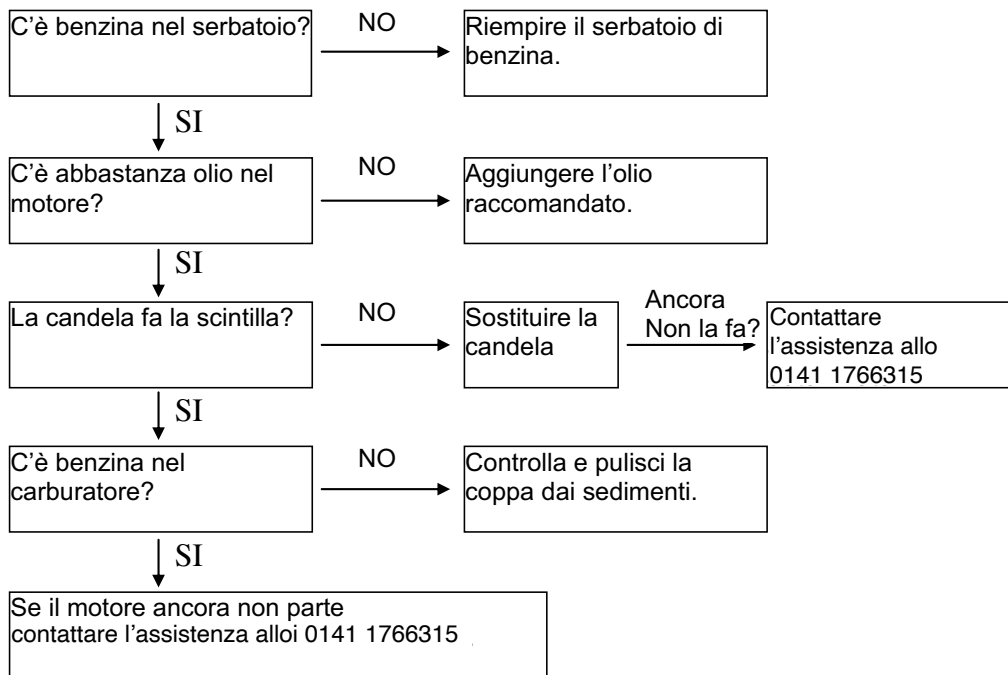 C'è benzina nel serbatoio?
NO
Riempire il serbatoio di
benzina.
SI
C'è abbastanza olio nel
motore?
NO
Aggiungere l'olio
raccomandato.
SI
La candela fa la scintilla?
NO
Sostituire la
candela
Ancora
Non la fa?
Contattare
l'assistenza allo
0141 1766315
SI
C'è benzina nel
carburatore?
NO
Controlla e pulisci la
coppa dai sedimenti.
SI
Se il motore ancora non parte
contattare l'assistenza alloi 0141 1766315